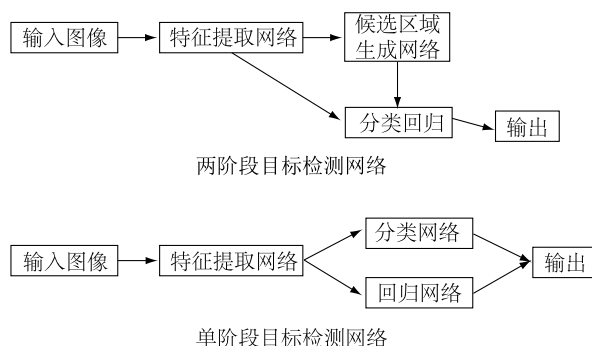 输入图像
特征提取网络
候选区域
生成网络
分类回归
输出
两阶段目标检测网络
输入图像
特征提取网络
分类网络
回归网络
输出
单阶段目标检测网络